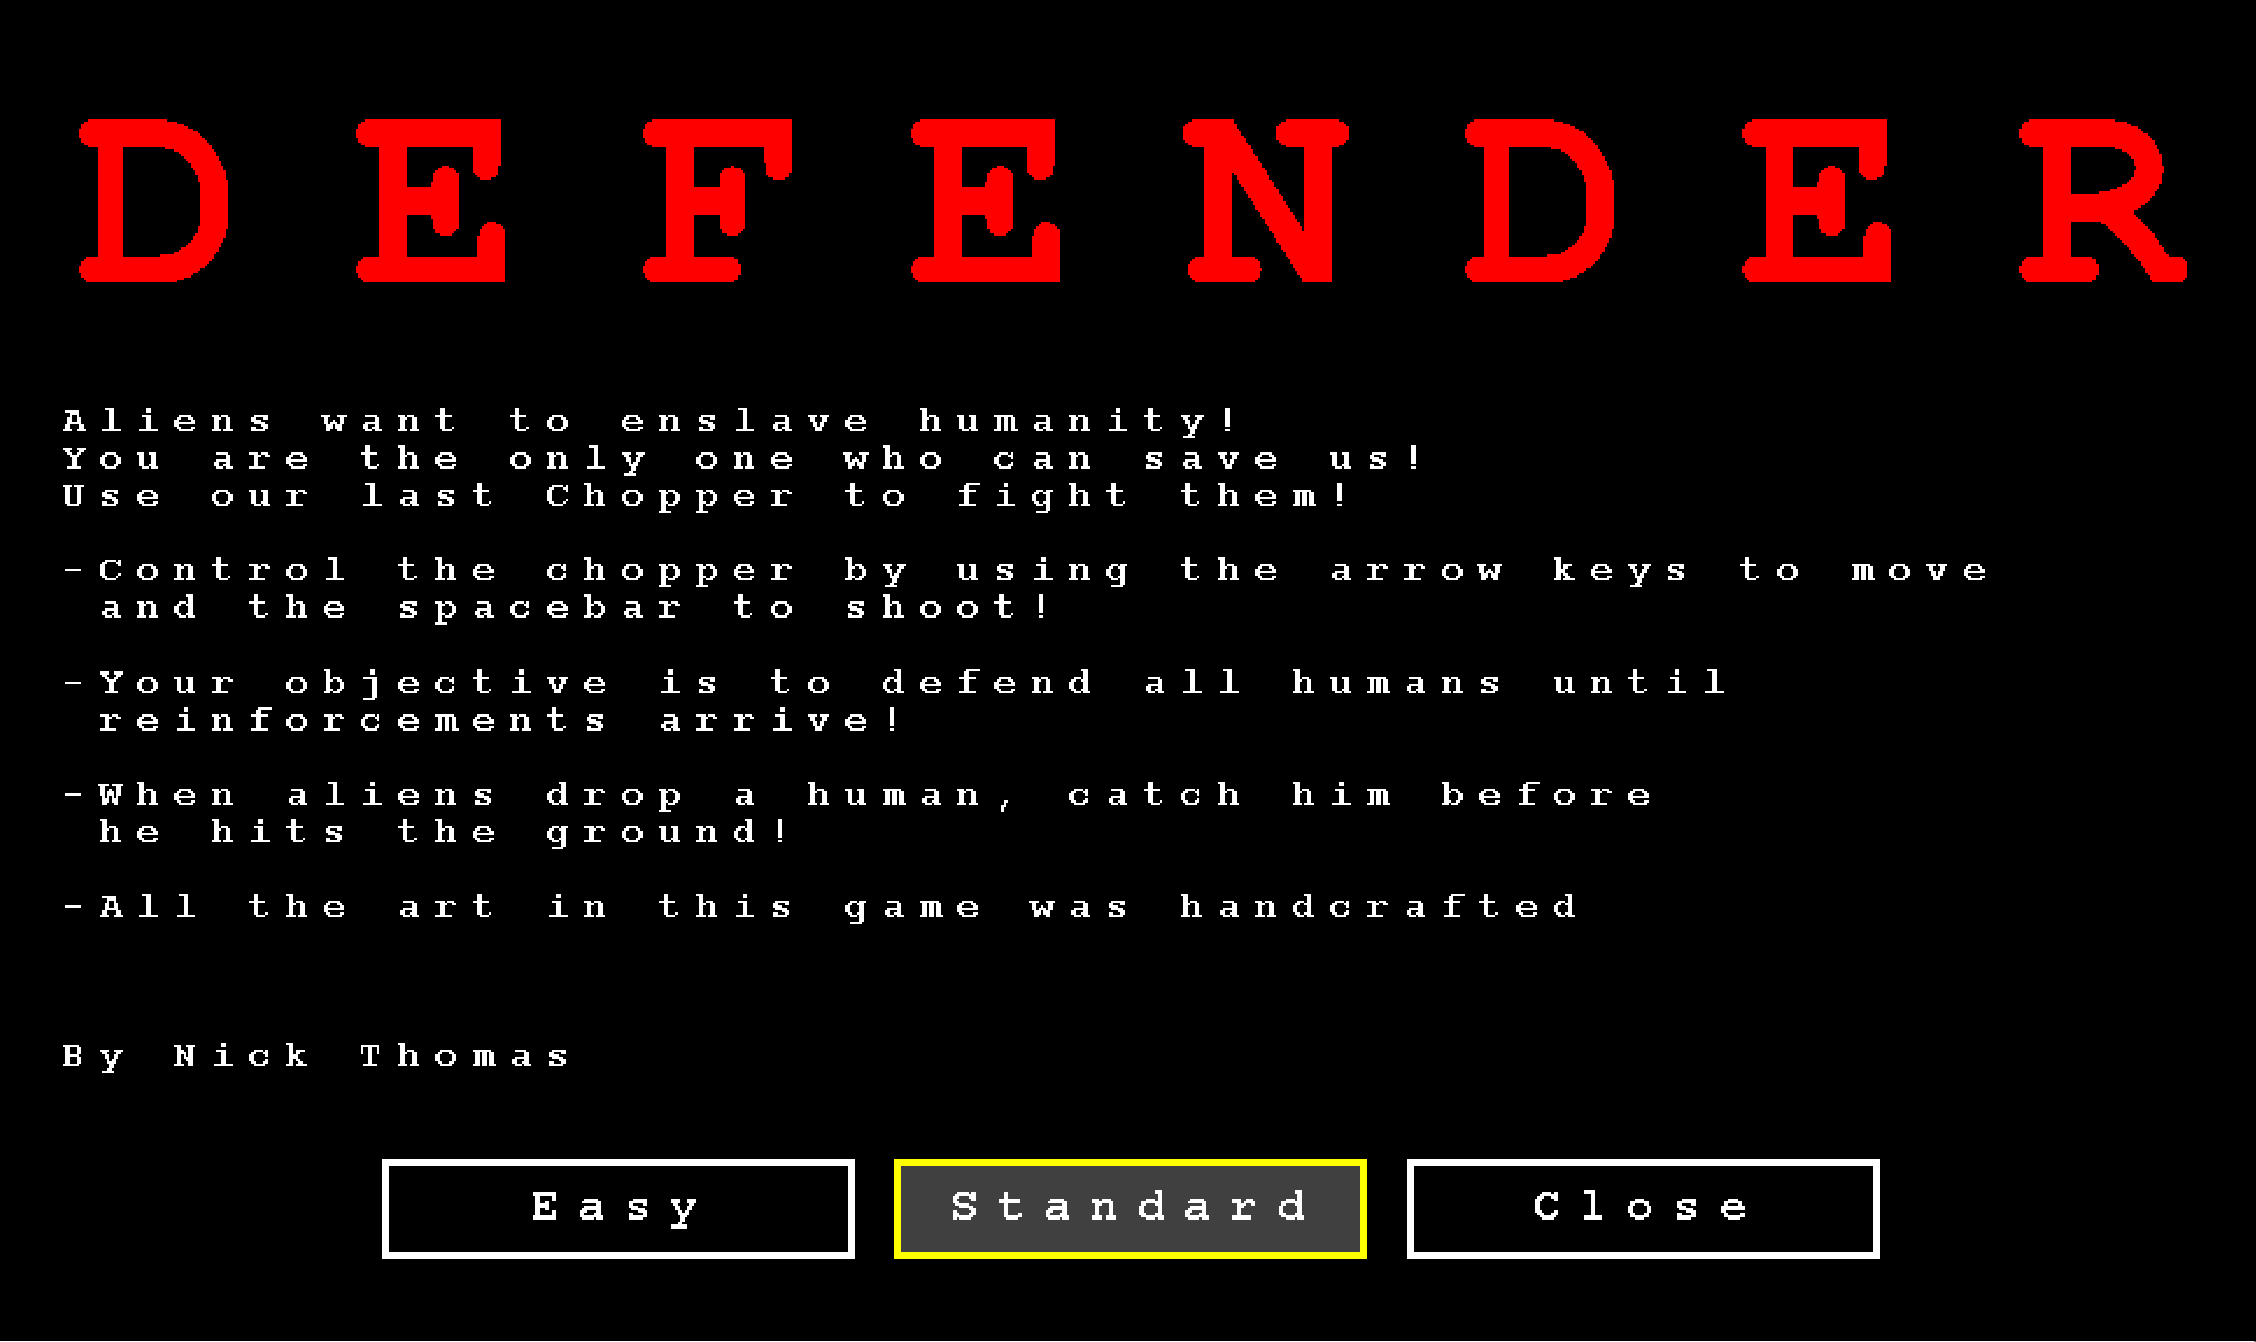 DEFENDER
Aliens want to enslave humanity!
You are the only one who can save us!
Use our last Chopper to fight them!
-Control the chopper by using the arrow keys to move
and the spacebar to shoot!
-Your objective is to defend all humans until
reinforcements arrive!
-When aliens drop a human, catch him before
he hits the ground!
-All the art in this game was handcrafted
By Nick Thomas
Easy
Standard
Close